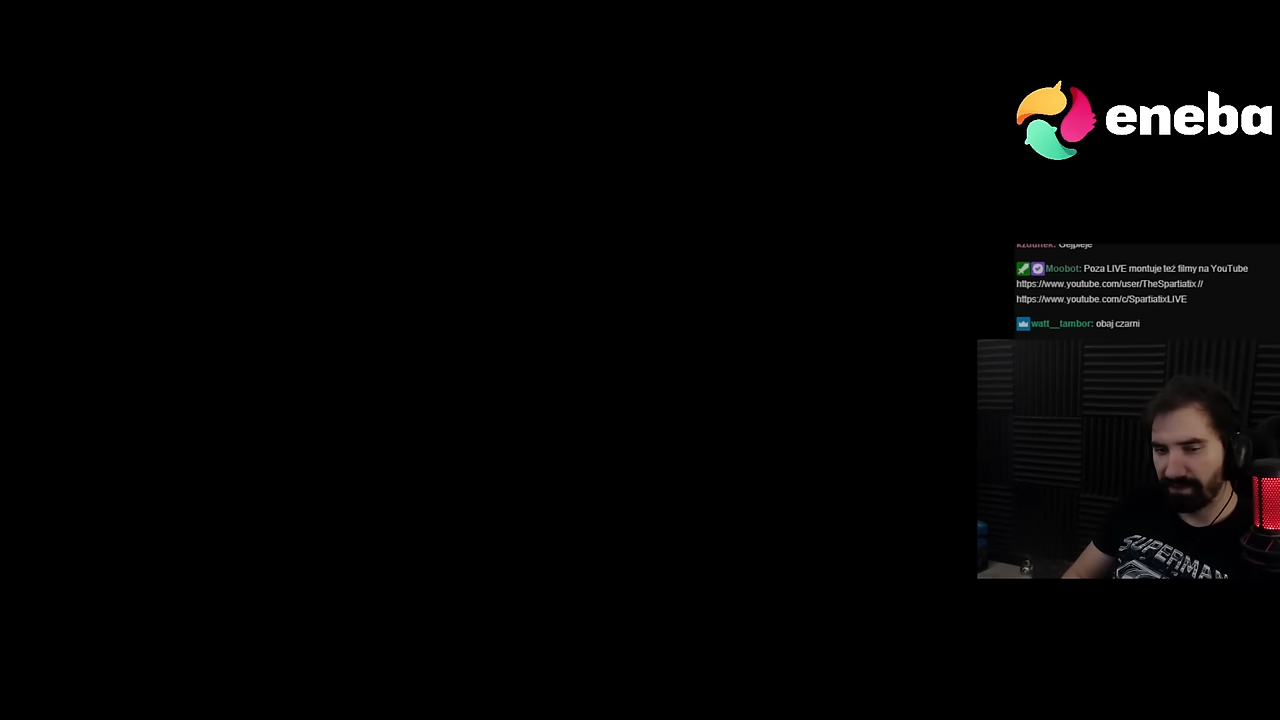 eneba
Moobot: Poza LIVE montuje też filmy na YouTube
https://www.youtube.com/user/TheSpartiatix //
https://www.youtube.com/c/SpartiatixLIVE
watt__tambor: obaj czarni
SUPERMAN